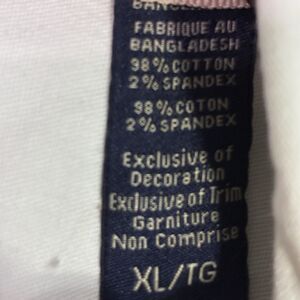 BANGLADESH
FABRIQUE AU
BANGLADESH
98% COTTON
2% SPANDEX
98% COTON
2% SPANDEX
Exclusive of
Decoration
Exclusive of Trim
Garniture
Non Comprise
XL/TG